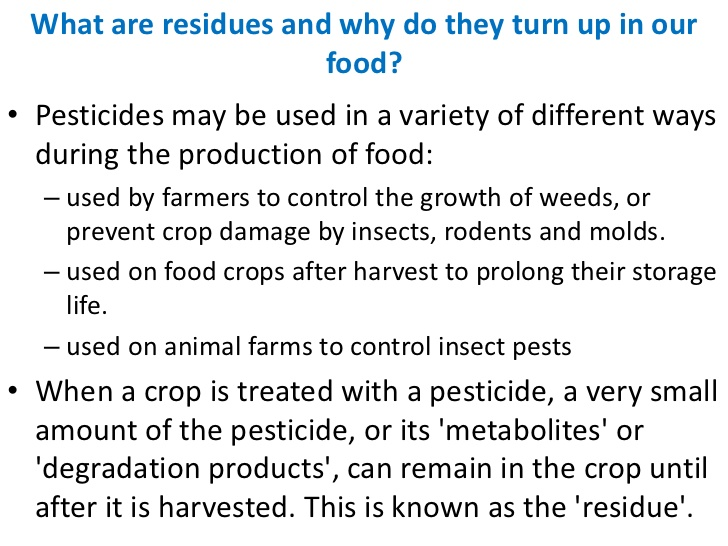 What are residues and why do they turn up in our
food?
• Pesticides may be used in a variety of different ways
during the production of food:
– used by farmers to control the growth of weeds, or
prevent crop damage by insects, rodents and molds.
– used on food crops after harvest to prolong their storage
life.
– used on animal farms to control insect pests
• When a crop is treated with a pesticide, a very small
amount of the pesticide, or its 'metabolites' or
'degradation products', can remain in the crop until
after it is harvested. This is known as the 'residue'.